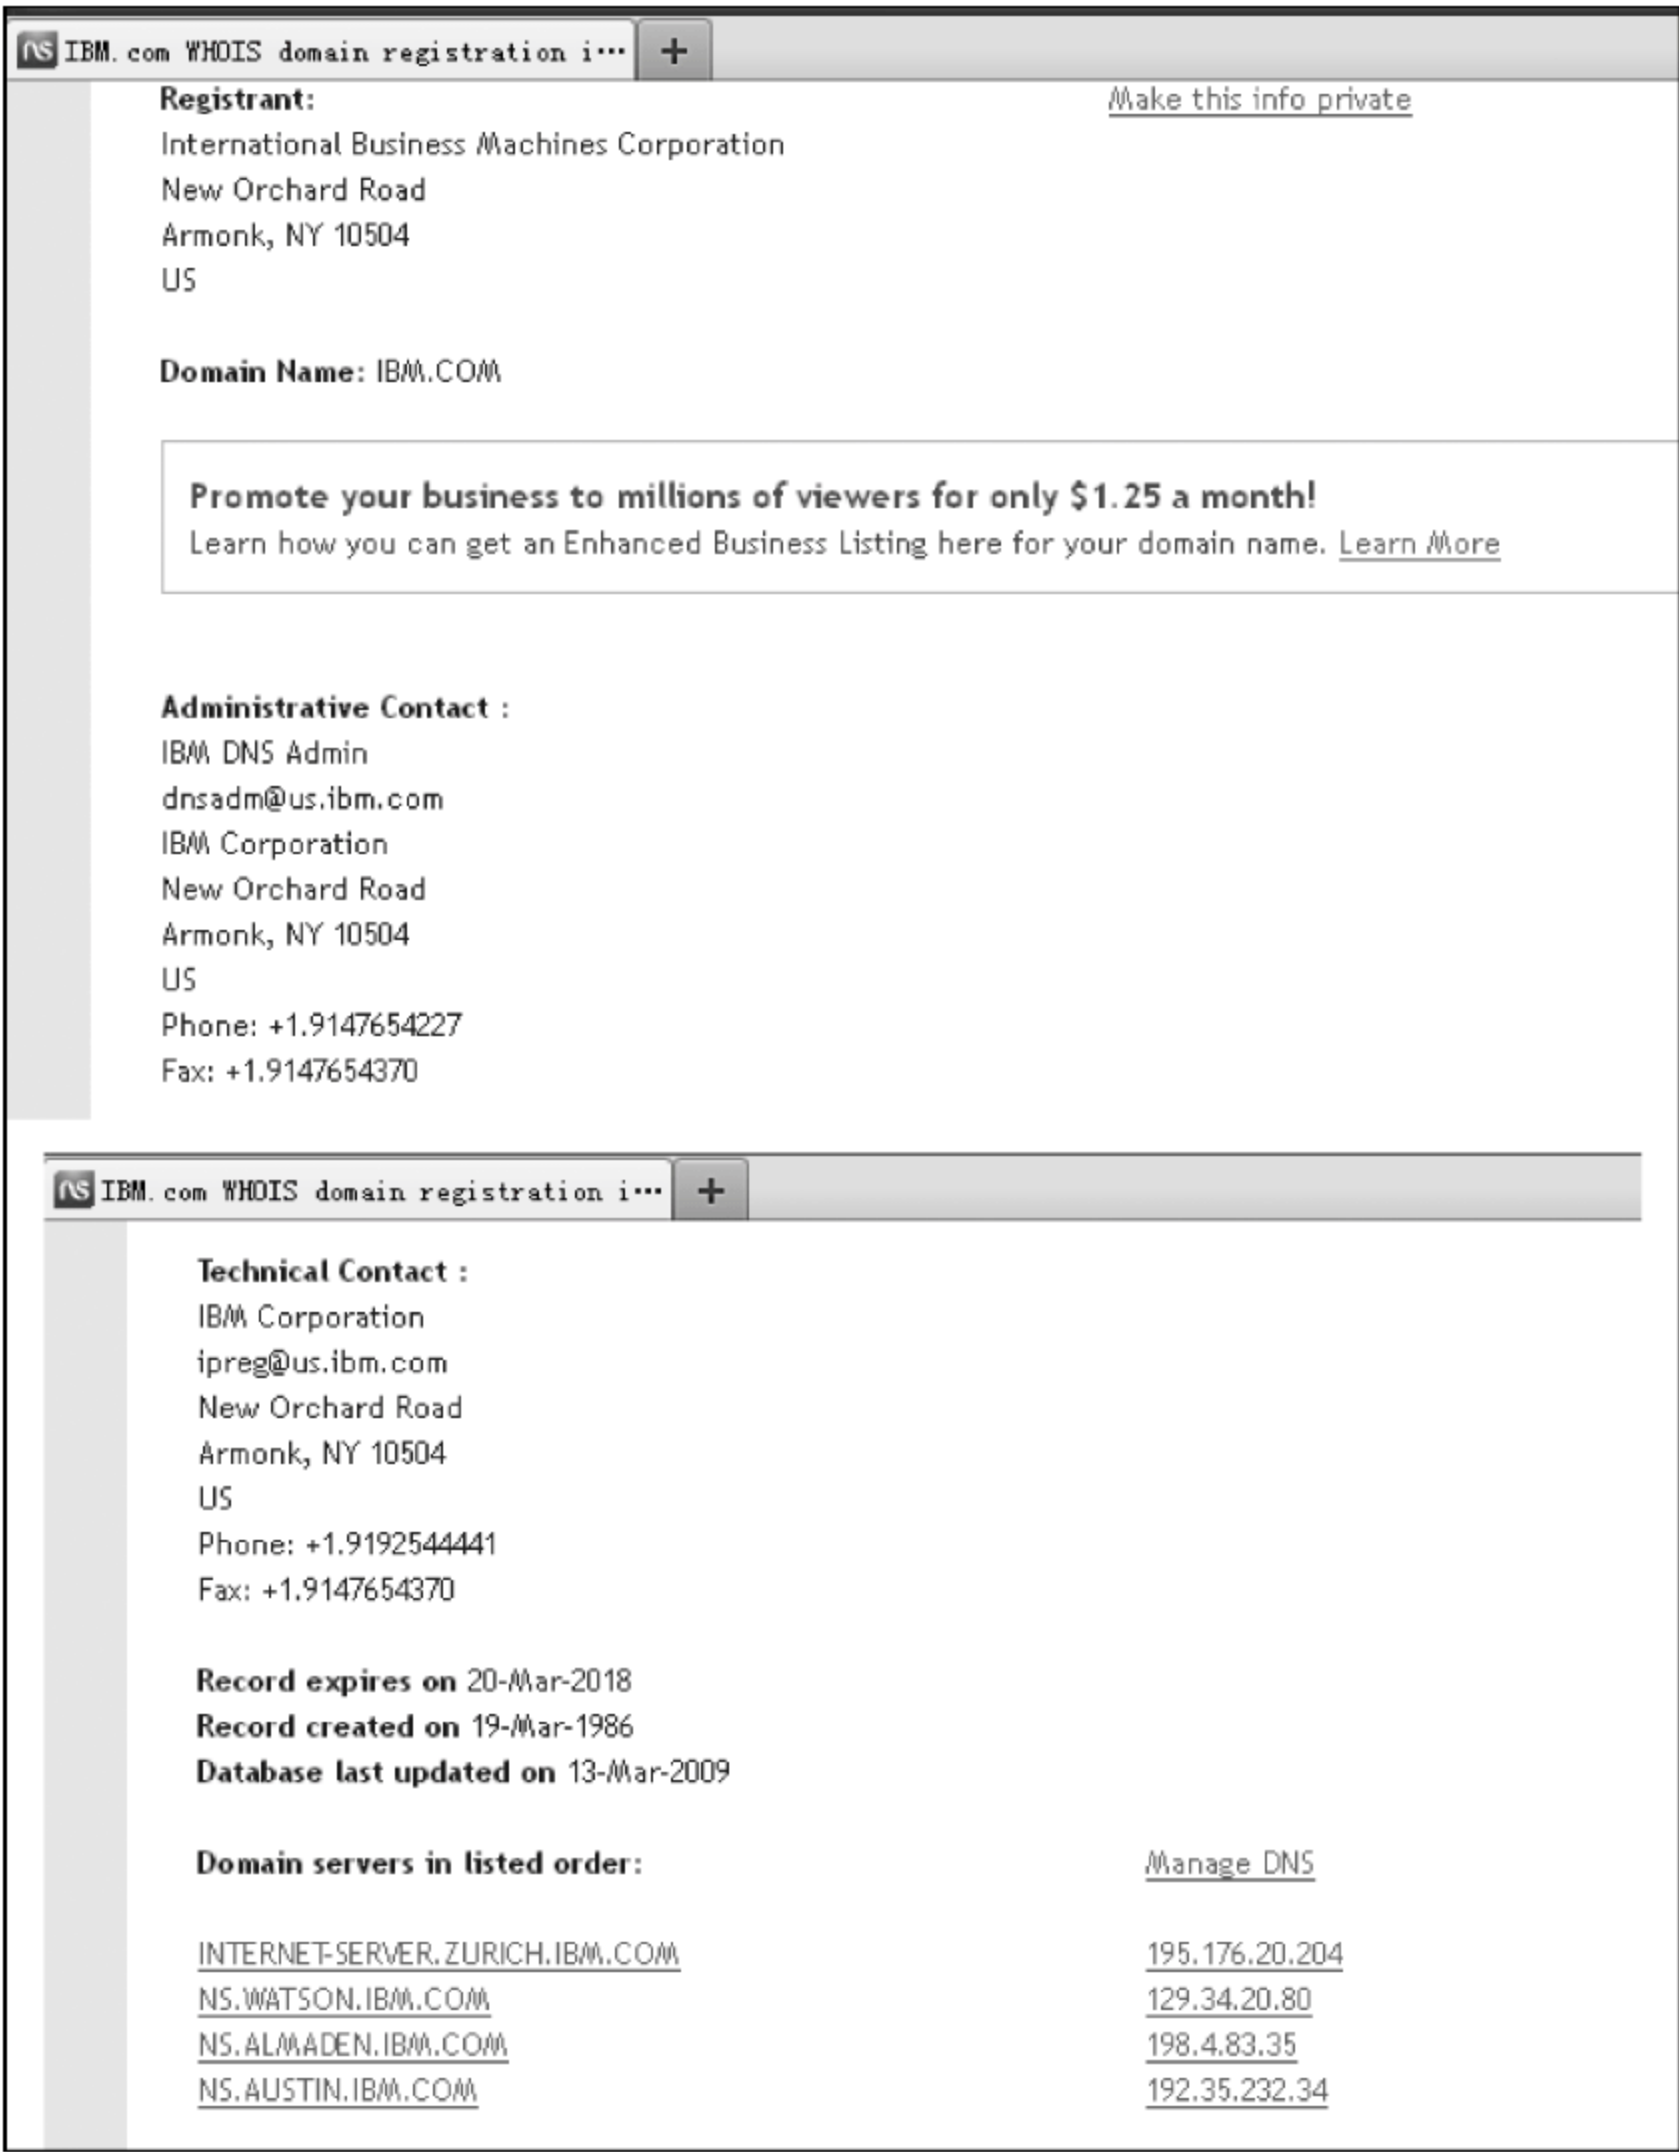 IBM.com WHOIS domain registration i...
Registrant:
Make this info private
International Business Machines Corporation
New Orchard Road
Armonk, NY 10504
US
Domain Name: IBM.COM
Promote your business to millions of viewers for only $1.25 a month!
Learn how you can get an Enhanced Business Listing here for your domain name. Learn More
Administrative Contact :
IBM DNS Admin
dnsadm@us.ibm.com
IBM Corporation
New Orchard Road
Armonk, NY 10504
US
Phone: +1.9147654227
Fax: +1.9147654370
IBM.com WHOIS domain registration i...
Technical Contact :
IBM Corporation
ipreg@us.ibm.com
New Orchard Road
Armonk, NY 10504
US
Phone: +1.9192544441
Fax: +1.9147654370
Record expires on 20-Mar-2018
Record created on 19-Mar-1986
Database last updated on 13-Mar-2009
Domain servers in listed order: Manage DNS
INTERNET-SERVER.ZURICH.IBM.COM 195.176.20.204
NS.WATSON.IBM.COM 129.34.20.80
NS.ALMADEN.IBM.COM 198.4.83.35
NS.AUSTIN.IBM.COM 192.35.232.34